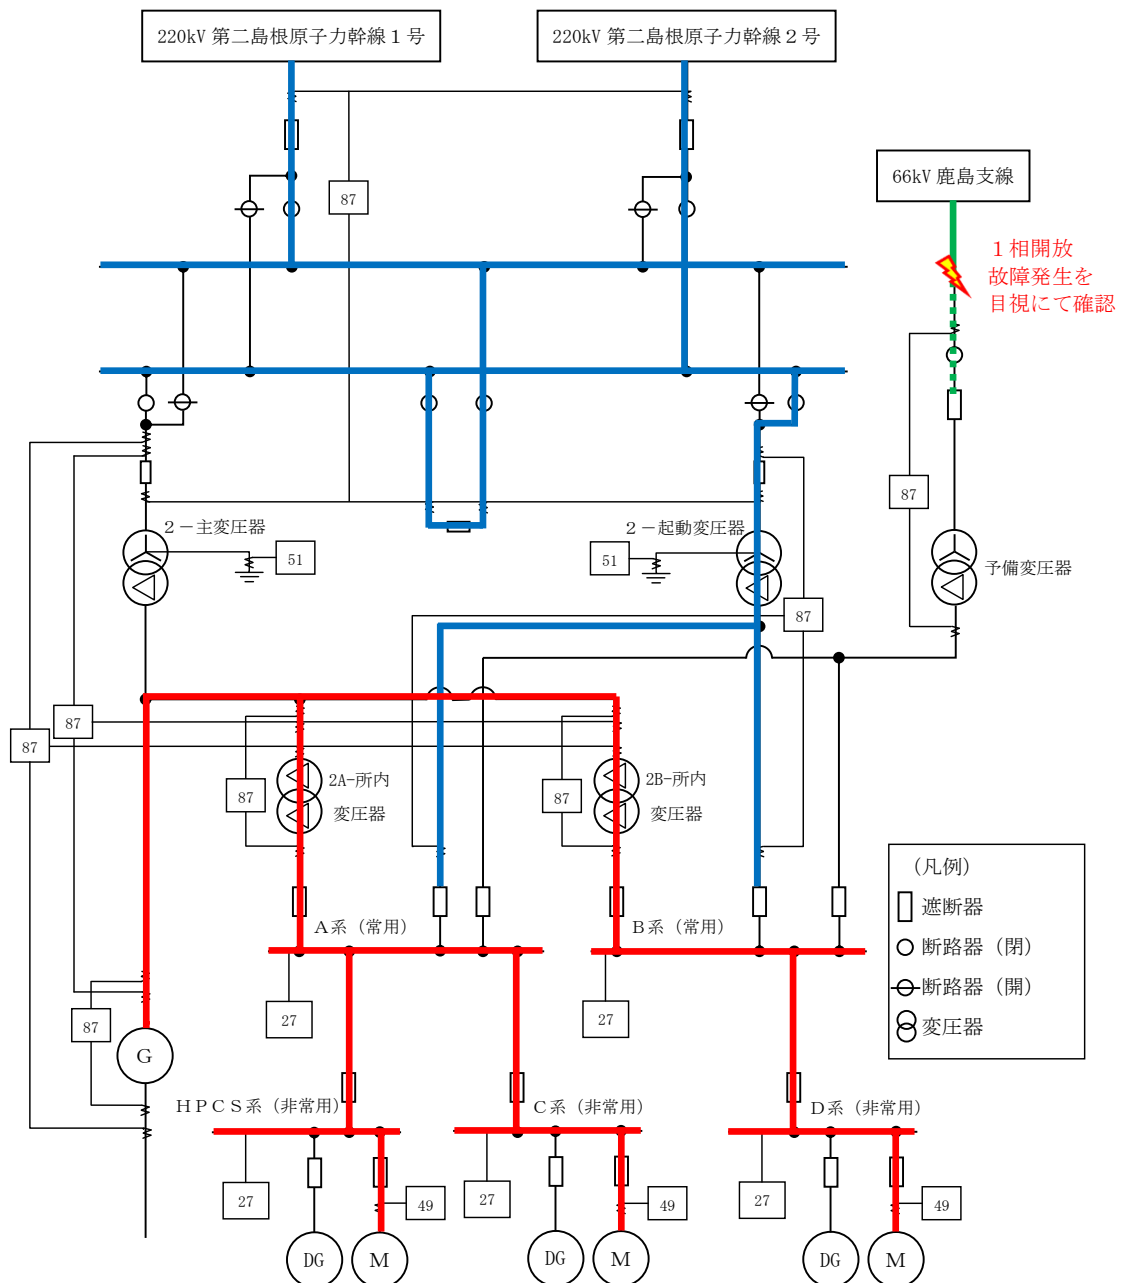 220kV 第二島根原子力幹線１号
220kV 第二島根原子力幹線２号
66kV 鹿島支線
１相開放
故障発生を
目視にて確認
87
87
２－主変圧器
51
２－起動変圧器
51
予備変圧器
87
87
87
87
2A-所内
変圧器
87
2B-所内
変圧器
(凡例)
遮断器
断路器（閉）
断路器（開）
変圧器
Ａ系（常用）
Ｂ系（常用）
27
27
87
G
ＨＰＣＳ系（非常用）
Ｃ系（非常用）
Ｄ系（非常用）
27
49
27
49
27
49
DG
M
DG
M
DG
M